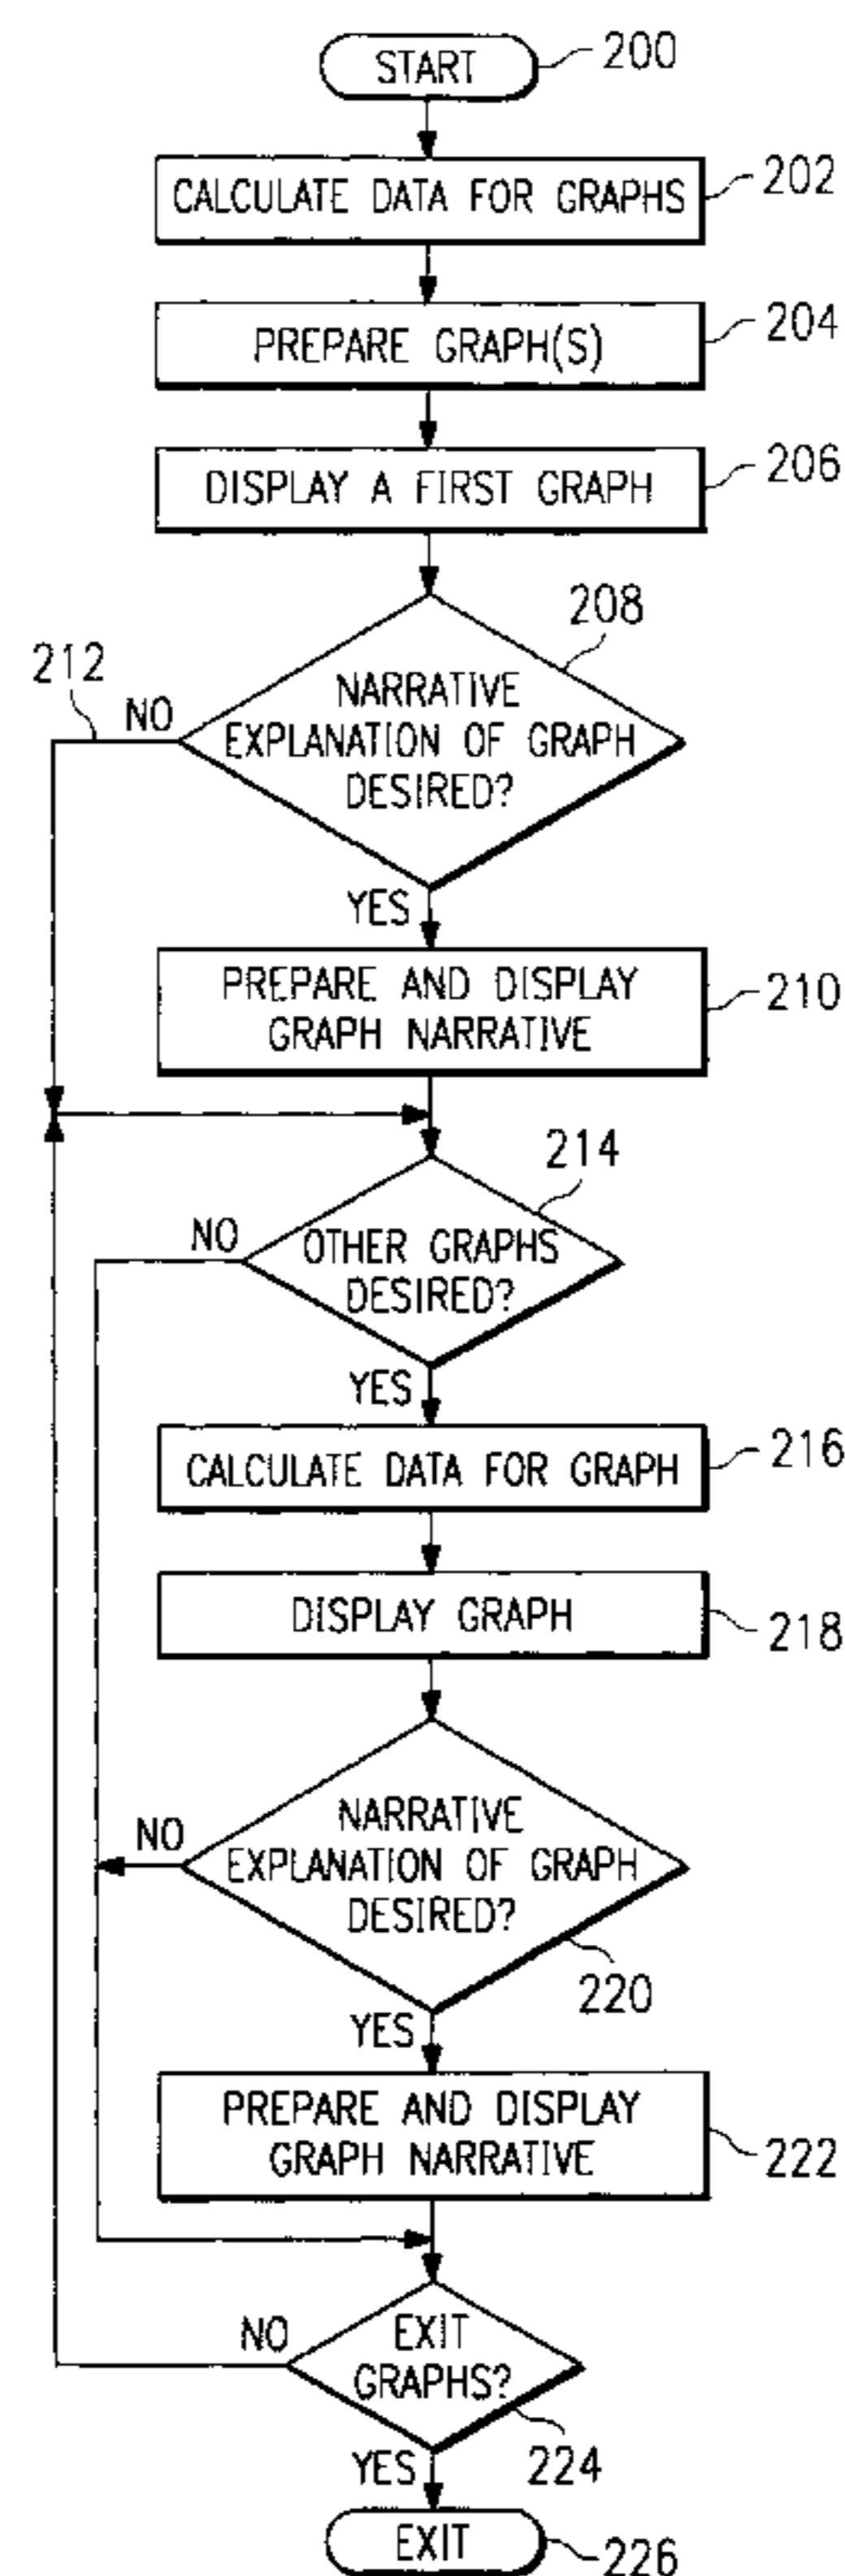 START
200
CALCULATE DATA FOR GRAPHS
202
PREPARE GRAPH(S)
204
DISPLAY A FIRST GRAPH
206
208
212
NO
NARRATIVE
EXPLANATION OF GRAPH
DESIRED?
YES
PREPARE AND DISPLAY
GRAPH NARRATIVE
210
214
NO
OTHER GRAPHS
DESIRED?
YES
CALCULATE DATA FOR GRAPH
216
DISPLAY GRAPH
218
NO
NARRATIVE
EXPLANATION OF GRAPH
DESIRED?
220
YES
PREPARE AND DISPLAY
GRAPH NARRATIVE
222
NO
EXIT
GRAPHS?
224
YES
EXIT
226